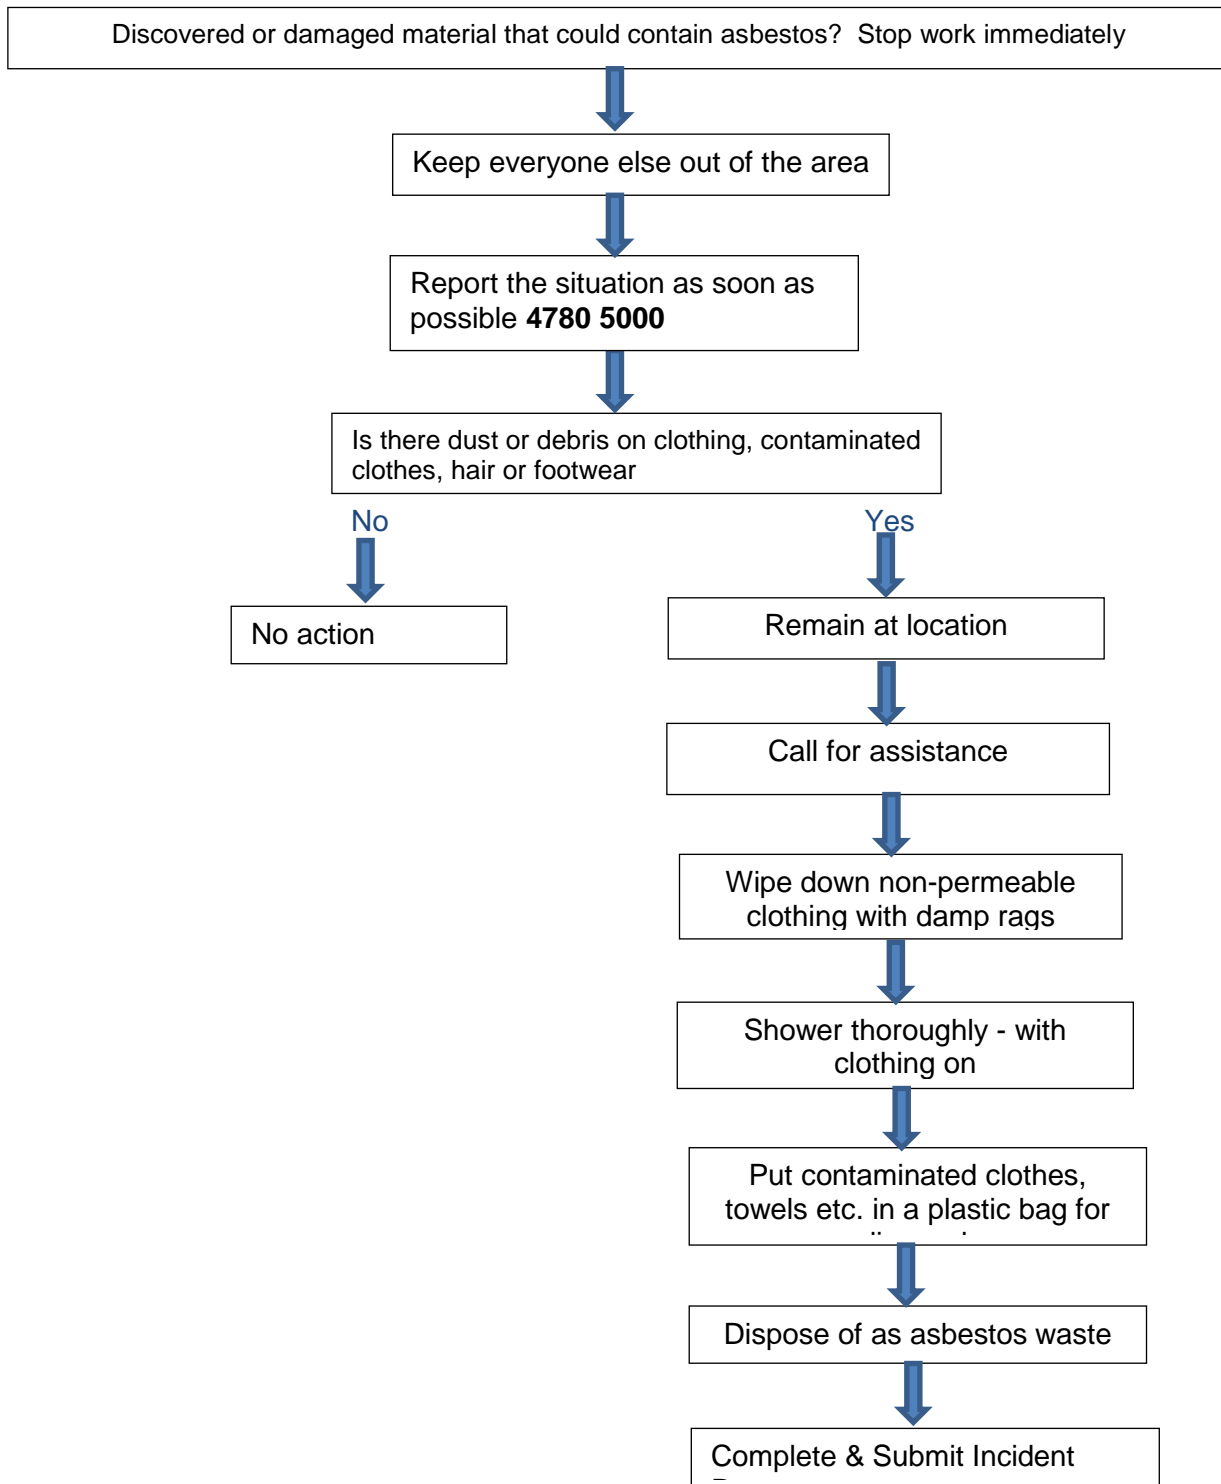 Discovered or damaged material that could contain asbestos?  Stop work immediately
Keep everyone else out of the area
Report the situation as soon as
possible 4780 5000
Is there dust or debris on clothing, contaminated
clothes, hair or footwear
No
Yes
No action
Remain at location
Call for assistance
Wipe down non-permeable
clothing with damp rags
Shower thoroughly - with
clothing on
Put contaminated clothes,
towels etc. in a plastic bag for
Dispose of as asbestos waste
Complete & Submit Incident